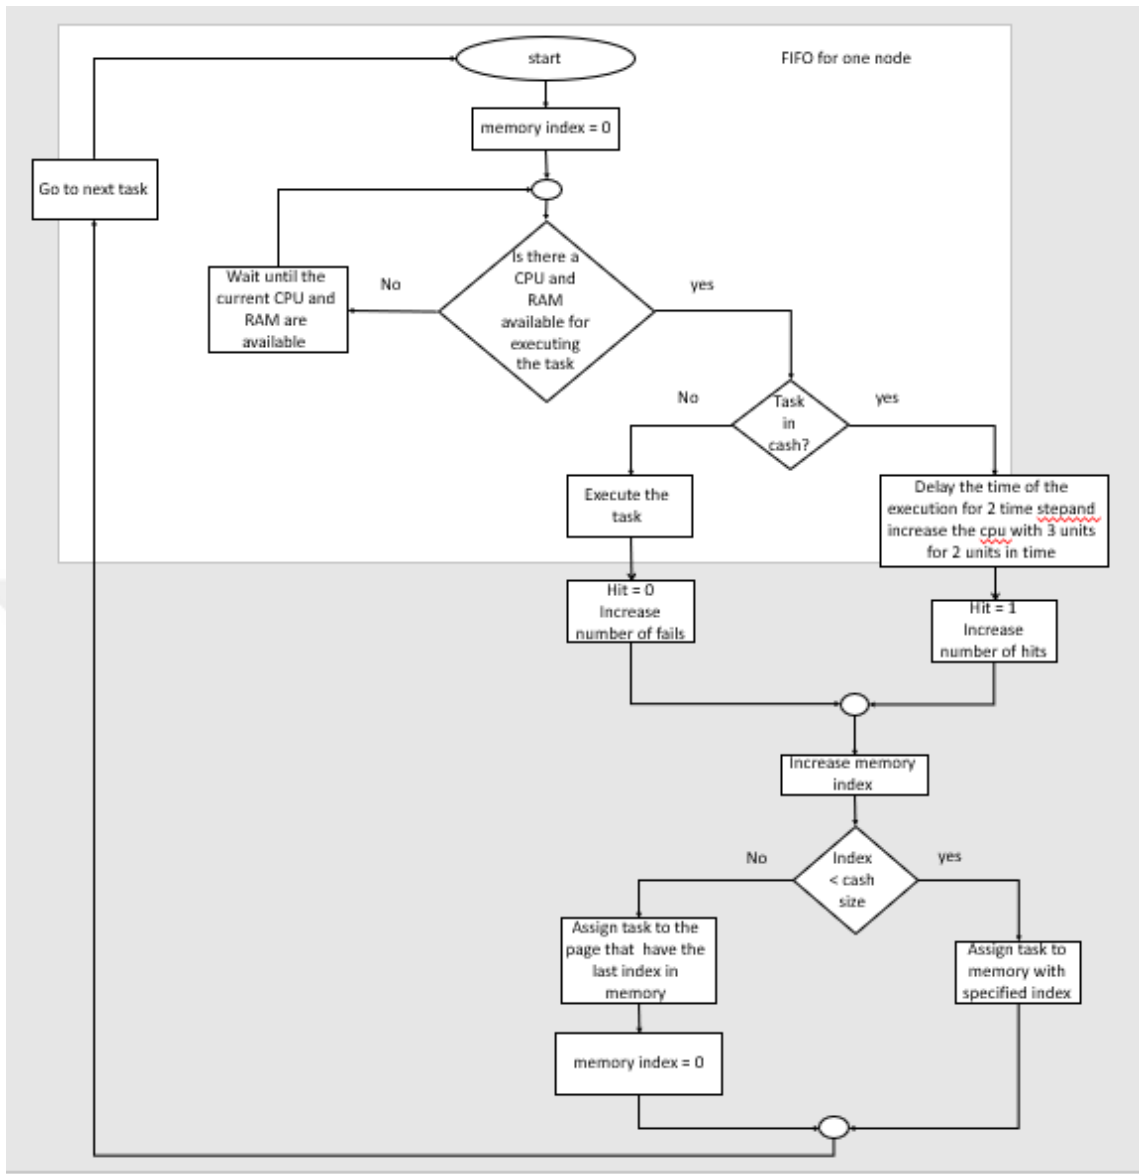 start
FIFO for one node
memory index = 0
Go to next task
Is there a
CPU and
RAM
available for
executing
the task
Wait until the
current CPU and
RAM are
available
No
yes
Task
in
cash?
No
yes
Execute the
task
Delay the time of the
execution for 2 time stepand
increase the cpu with 3 units
for 2 units in time
Hit = 0
Increase
number of fails
Hit = 1
Increase
number of hits
Increase memory
index
Index
< cash
size
No
yes
Assign task to the
page that have the
last index in
memory
Assign task to
memory with
specified index
memory index = 0